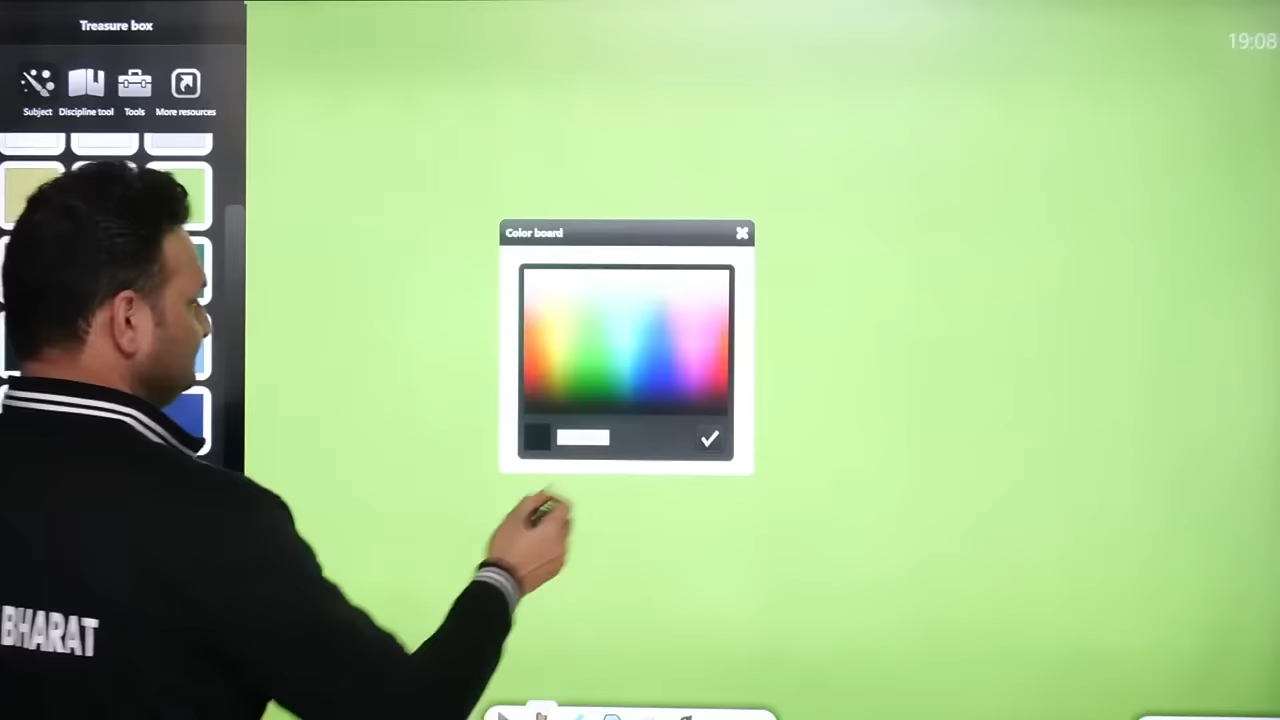 Treasure box
19:08
Subject
Discipline tool
Tools
More resources
Color board
BHARAT